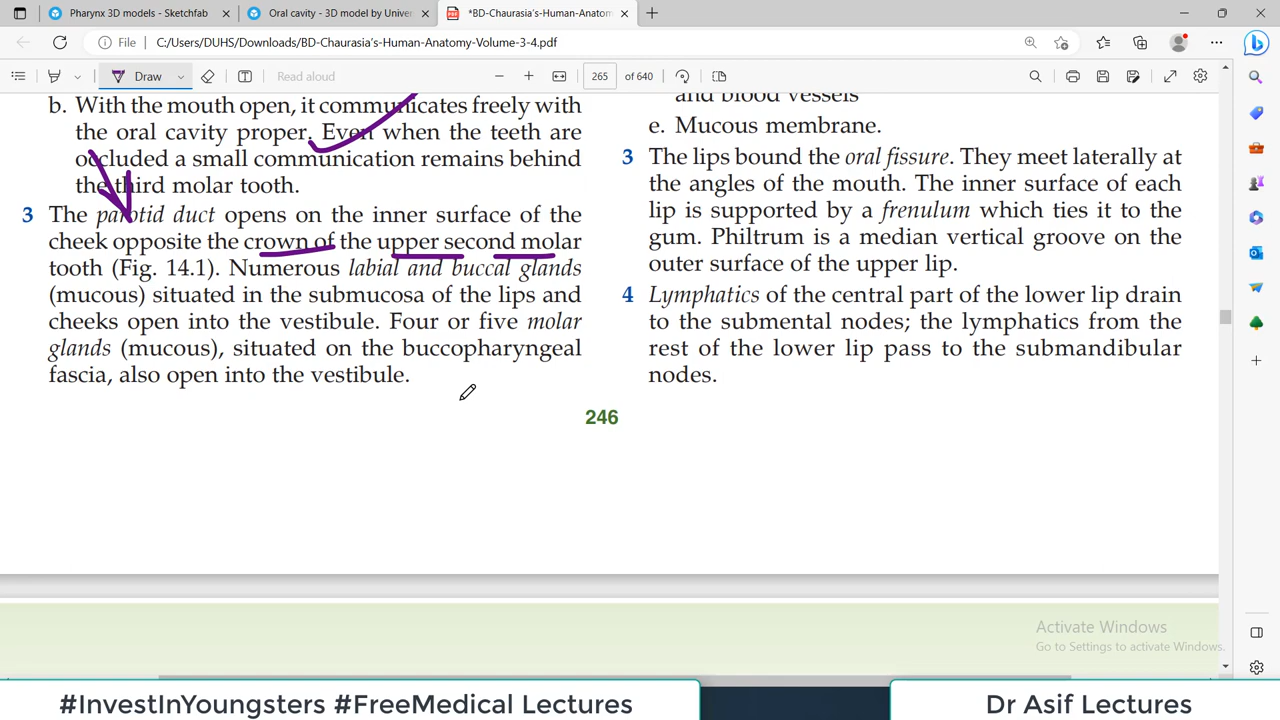 Pharynx 3D models - Sketchfab
Oral cavity - 3D model by Univer
*BD-Chaurasia's-Human-Anatom
File
C:/Users/DUHS/Downloads/BD-Chaurasia's-Human-Anatomy-Volume-3-4.pdf
Draw
Read aloud
265 of 640
b. With the mouth open, it communicates freely with
the oral cavity proper. Even when the teeth are
occluded a small communication remains behind
the third molar tooth.
3 The parotid duct opens on the inner surface of the
cheek opposite the crown of the upper second molar
tooth (Fig. 14.1). Numerous labial and buccal glands
(mucous) situated in the submucosa of the lips and
cheeks open into the vestibule. Four or five molar
glands (mucous), situated on the buccopharyngeal
fascia, also open into the vestibule.
and blood vessels
e. Mucous membrane.
3 The lips bound the oral fissure. They meet laterally at
the angles of the mouth. The inner surface of each
lip is supported by a frenulum which ties it to the
gum. Philtrum is a median vertical groove on the
outer surface of the upper lip.
4 Lymphatics of the central part of the lower lip drain
to the submental nodes; the lymphatics from the
rest of the lower lip pass to the submandibular
nodes.
246
Activate Windows
Go to Settings to activate Windows.
#InvestInYoungsters #FreeMedical Lectures
Dr Asif Lectures